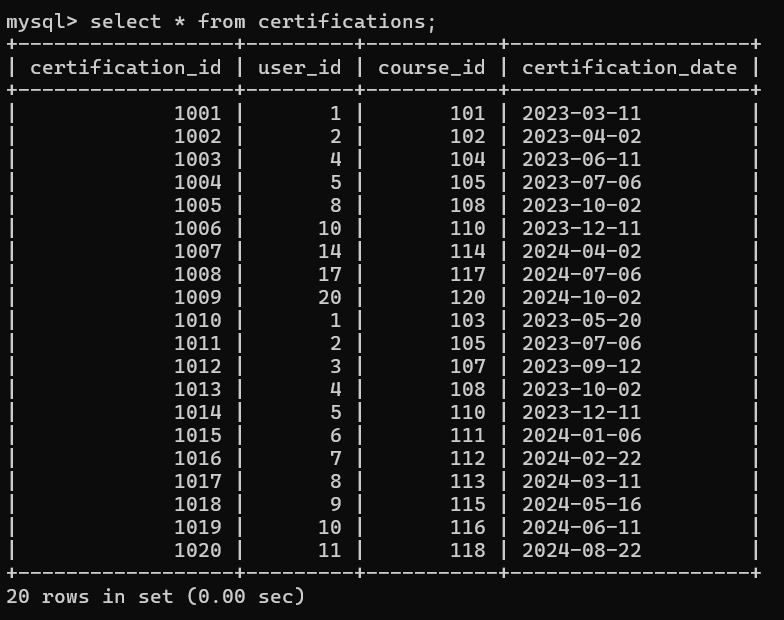 mysql> select * from certifications;
+------------------+---------+-----------+--------------------+
| certification_id | user_id | course_id | certification_date |
+------------------+---------+-----------+--------------------+
|             1001 |       1 |       101 | 2023-03-11         |
|             1002 |       2 |       102 | 2023-04-02         |
|             1003 |       4 |       104 | 2023-06-11         |
|             1004 |       5 |       105 | 2023-07-06         |
|             1005 |       8 |       108 | 2023-10-02         |
|             1006 |      10 |       110 | 2023-12-11         |
|             1007 |      14 |       114 | 2024-04-02         |
|             1008 |      17 |       117 | 2024-07-06         |
|             1009 |      20 |       120 | 2024-10-02         |
|             1010 |       1 |       103 | 2023-05-20         |
|             1011 |       2 |       105 | 2023-07-06         |
|             1012 |       3 |       107 | 2023-09-12         |
|             1013 |       4 |       108 | 2023-10-02         |
|             1014 |       5 |       110 | 2023-12-11         |
|             1015 |       6 |       111 | 2024-01-06         |
|             1016 |       7 |       112 | 2024-02-22         |
|             1017 |       8 |       113 | 2024-03-11         |
|             1018 |       9 |       115 | 2024-05-16         |
|             1019 |      10 |       116 | 2024-06-11         |
|             1020 |      11 |       118 | 2024-08-22         |
+------------------+---------+-----------+--------------------+
20 rows in set (0.00 sec)